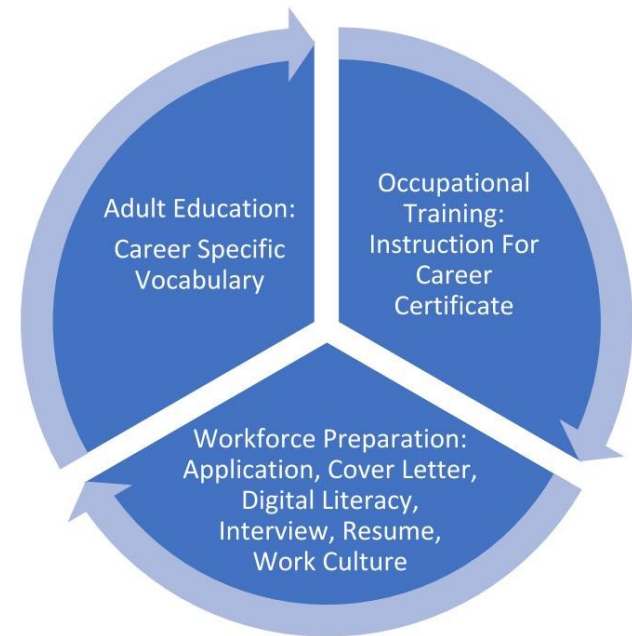 Adult Education:
Career Specific
Vocabulary
Occupational
Training:
Instruction For
Career
Certificate
Workforce Preparation:
Application, Cover Letter,
Digital Literacy,
Interview, Resume,
Work Culture